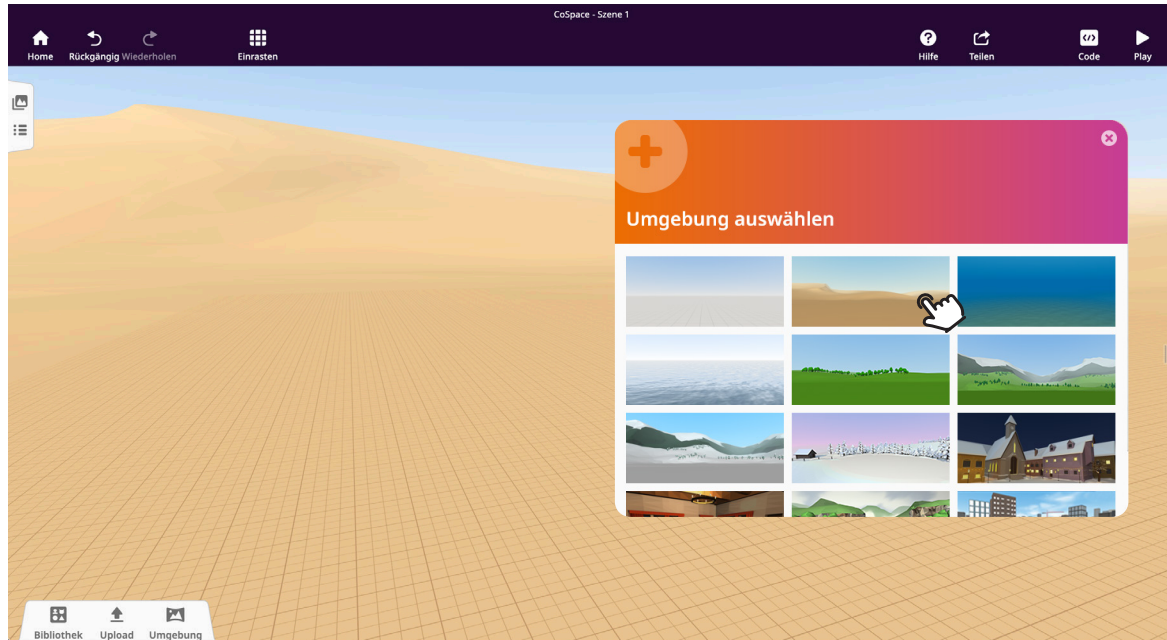 CoSpace - Szene 1
Home Rückgängig Wiederholen Einrasten Hilfe Teilen Code Play
Umgebung auswählen
Bibliothek Upload Umgebung